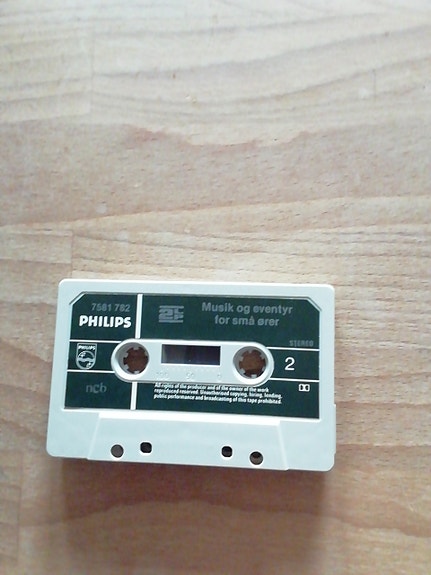 7581 782
PHILIPS
2LP
Musik og eventyr
for små ører
STEREO
PHILIPS
2
ncb
All rights of the producer and of the owner of the work
reproduced reserved. Unauthorised copying, hiring, lending,
public performance and broadcasting of this tape prohibited.